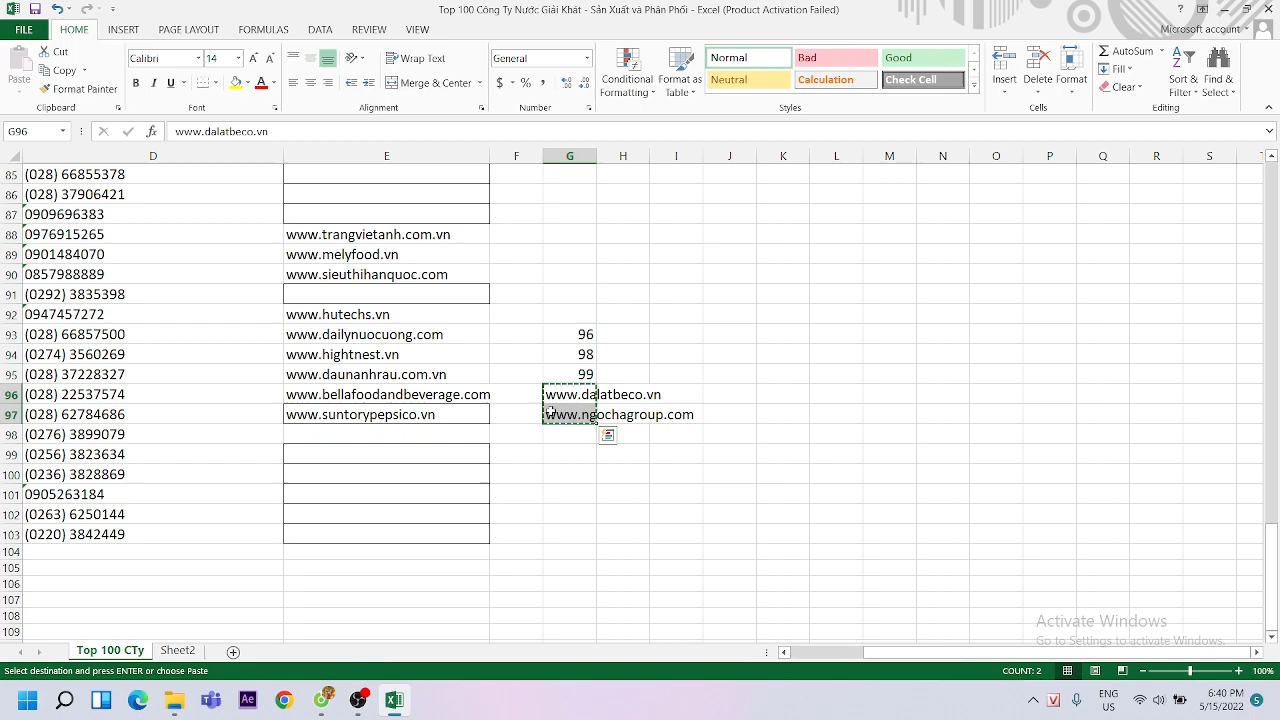 Top 100 Công Ty Nước Giải Khát - Sản Xuất và Phân Phối - Excel (Product Activation Failed)
FILE HOME INSERT PAGE LAYOUT FORMULAS DATA REVIEW VIEW Microsoft account
Paste
Cut
Copy
Format Painter
Clipboard
Calibri 14
B I U
Font
Wrap Text
Merge & Center
Alignment
General
$ % ,
Number
Conditional Formatting
Format as Table
Normal Bad Good
Neutral Calculation Check Cell
Styles
Insert Delete Format
Cells
AutoSum
Fill
Clear
Sort & Filter
Find & Select
Editing
G96 fx www.dalatbeco.vn
D E F G H I J K L M N O P Q R S
85 (028) 66855378
86 (028) 37906421
87 0909696383
88 0976915265 www.trangvietanh.com.vn
89 0901484070 www.melyfood.vn
90 0857988889 www.sieuthihanquoc.com
91 (0292) 3835398
92 0947457272 www.hutechs.vn
93 (028) 66857500 www.dailynuocuong.com 96
94 (0274) 3560269 www.hightnest.vn 98
95 (028) 37228327 www.daunanhrau.com.vn 99
96 (028) 22537574 www.bellafoodandbeverage.com www.dalatbeco.vn
97 (028) 62784686 www.suntorypepsico.vn www.ngochagroup.com
98 (0276) 3899079
99 (0256) 3823634
100 (0236) 3828869
101 0905263184
102 (0263) 6250144
103 (0220) 3842449
104
105
106
107
108
109
Activate Windows
Go to Settings to activate Windows.
Top 100 CTy Sheet2
Select destination and press ENTER or choose Paste COUNT: 2 100%
Ae ENG US 6:40 PM 5/15/2022 5